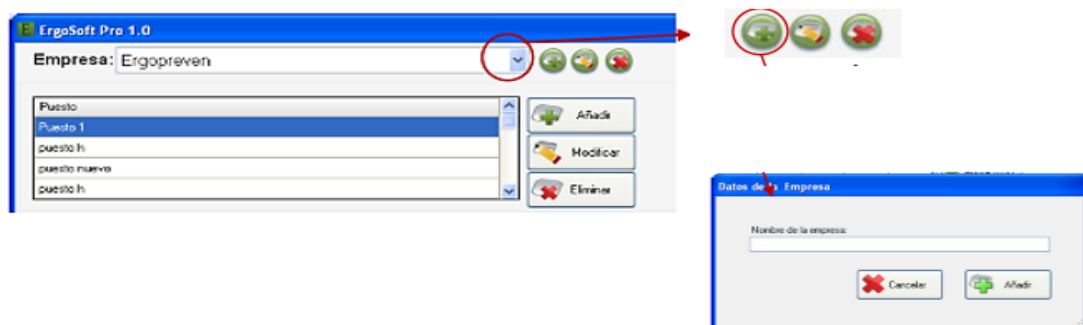 ErgoSoft Pro 1.0
Empresa: Ergopreven
Puesto
Puesto 1
puesto h
puesto nuevo
puesto h
Añadir
Modificar
Eliminar
Datos de la Empresa
Nombre de la empresa:
Cancelar
Añadir